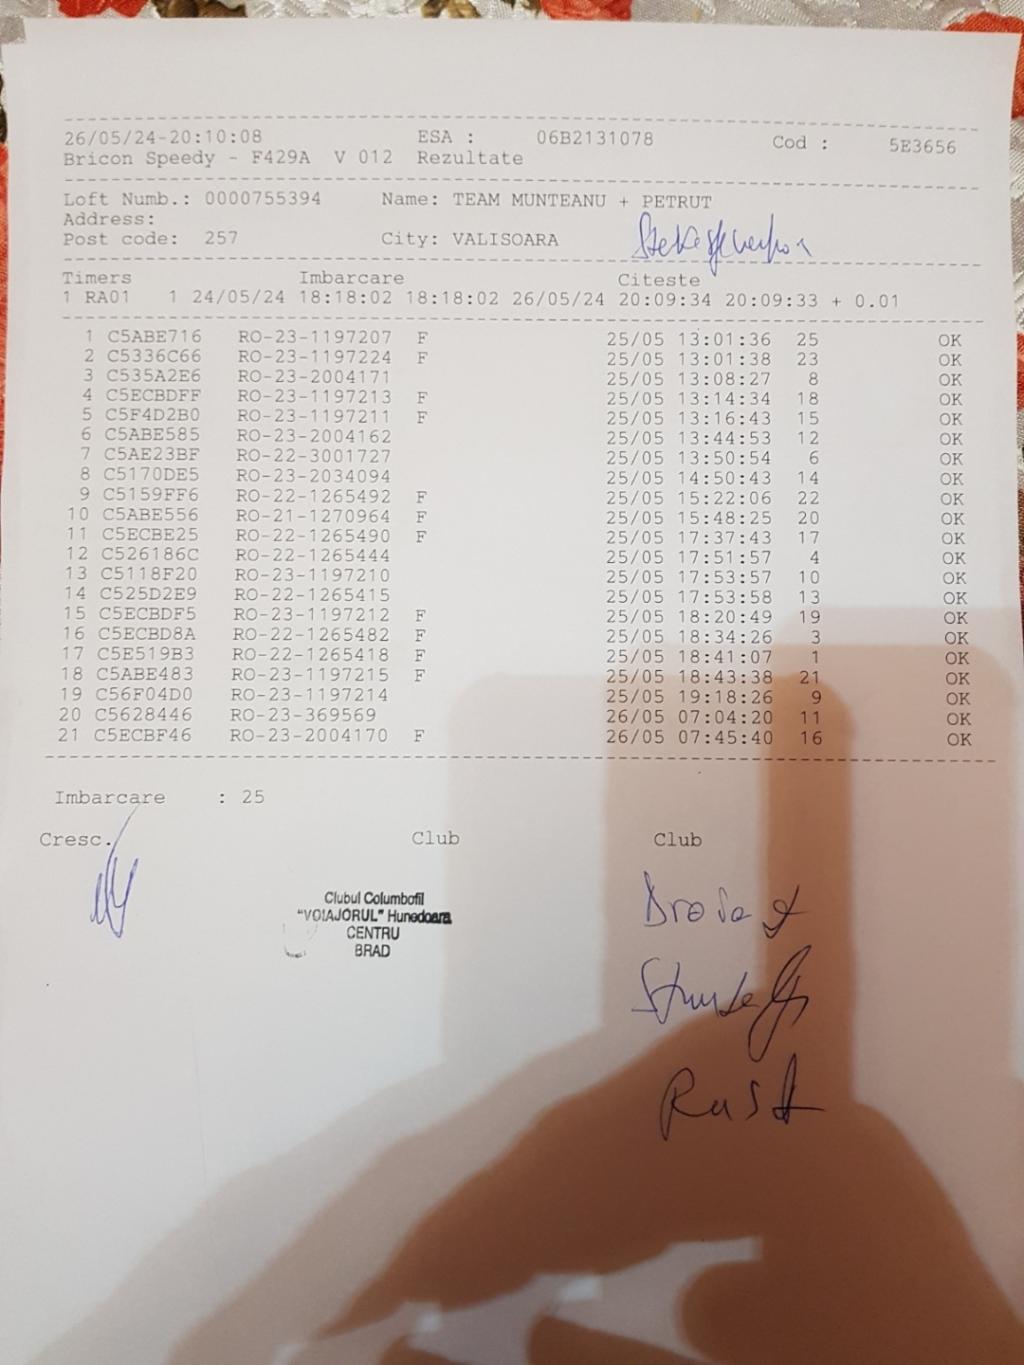 26/05/24-20:10:08 ESA : 06B2131078 Cod : 5E3656
Bricon Speedy - F429A V 012 Rezultate
Loft Numb.: 0000755394 Name: TEAM MUNTEANU + PETRUT
Address:
Post code: 257 City: VALISOARA
Timers Imbarcare Citeste
1 RA01 1 24/05/24 18:18:02 18:18:02 26/05/24 20:09:34 20:09:33 + 0.01
1 C5ABE716 RO-23-1197207 F 25/05 13:01:36 25 OK
2 C5336C66 RO-23-1197224 F 25/05 13:01:38 23 OK
3 C535A2E6 RO-23-2004171 25/05 13:08:27 8 OK
4 C5ECBDFF RO-23-1197213 F 25/05 13:14:34 18 OK
5 C5F4D2B0 RO-23-1197211 F 25/05 13:16:43 15 OK
6 C5ABE585 RO-23-2004162 25/05 13:44:53 12 OK
7 C5AE23BF RO-22-3001727 25/05 13:50:54 6 OK
8 C5170DE5 RO-23-2034094 25/05 14:50:43 14 OK
9 C5159FF6 RO-22-1265492 F 25/05 15:22:06 22 OK
10 C5ABE556 RO-21-1270964 F 25/05 15:48:25 20 OK
11 C5ECBE25 RO-22-1265490 F 25/05 17:37:43 17 OK
12 C526186C RO-22-1265444 25/05 17:51:57 4 OK
13 C5118F20 RO-23-1197210 25/05 17:53:57 10 OK
14 C525D2E9 RO-22-1265415 25/05 17:53:58 13 OK
15 C5ECBDF5 RO-23-1197212 F 25/05 18:20:49 19 OK
16 C5ECBD8A RO-22-1265482 F 25/05 18:34:26 3 OK
17 C5E519B3 RO-22-1265418 F 25/05 18:41:07 1 OK
18 C5ABE483 RO-23-1197215 F 25/05 18:43:38 21 OK
19 C56F04D0 RO-23-1197214 25/05 19:18:26 9 OK
20 C5628446 RO-23-369569 26/05 07:04:20 11 OK
21 C5ECBF46 RO-23-2004170 F 26/05 07:45:40 16 OK
Imbarcare : 25
Cresc. Club Club
Clubul Columbofil
"VOIAJORUL" Hunedoara
CENTRU
BRAD